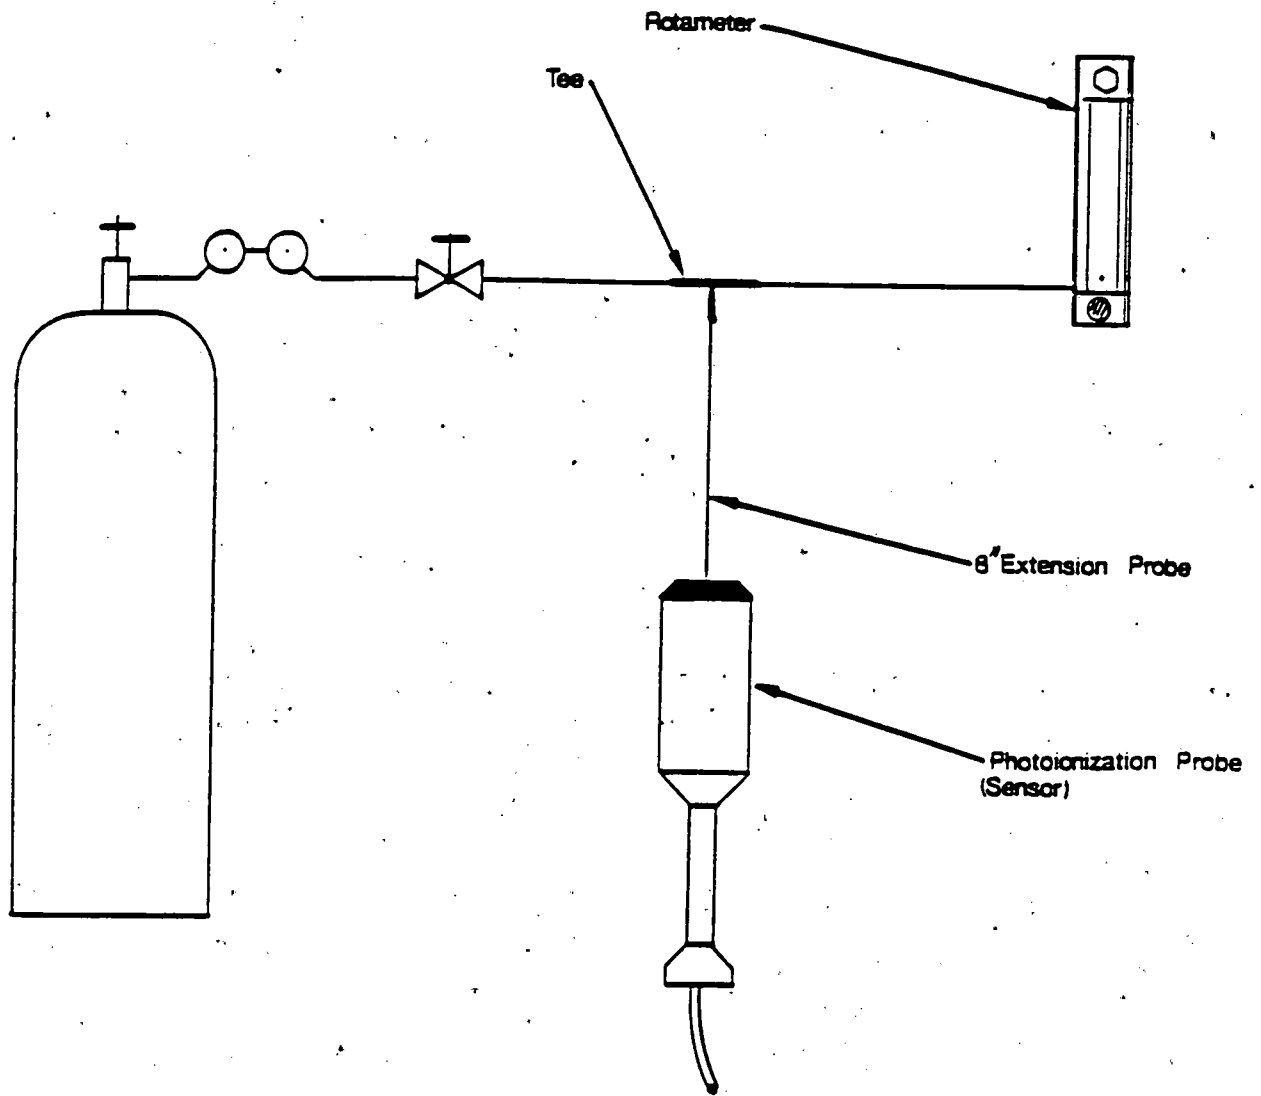 Rotameter
Tee
8" Extension Probe
Photoionization Probe
(Sensor)